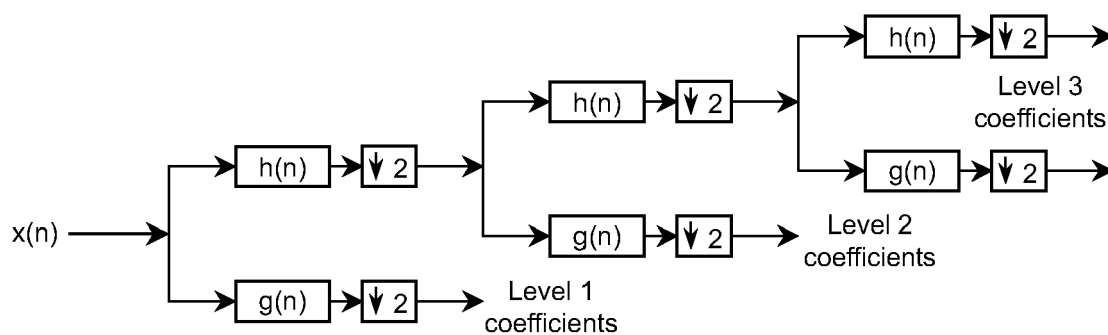 h(n)
2
Level 3
coefficients
h(n)
2
h(n)
2
g(n)
2
x(n)
g(n)
2
Level 2
coefficients
g(n)
2
Level 1
coefficients